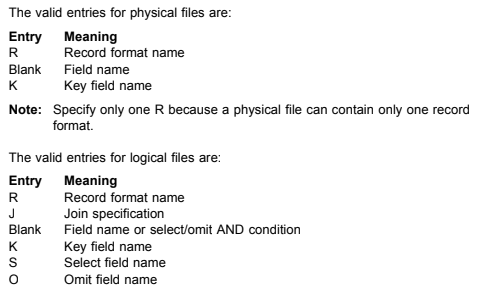 The valid entries for physical files are:
Entry Meaning
R Record format name
Blank Field name
K Key field name
Note: Specify only one R because a physical file can contain only one record
format.
The valid entries for logical files are:
Entry Meaning
R Record format name
J Join specification
Blank Field name or select/omit AND condition
K Key field name
S Select field name
O Omit field name